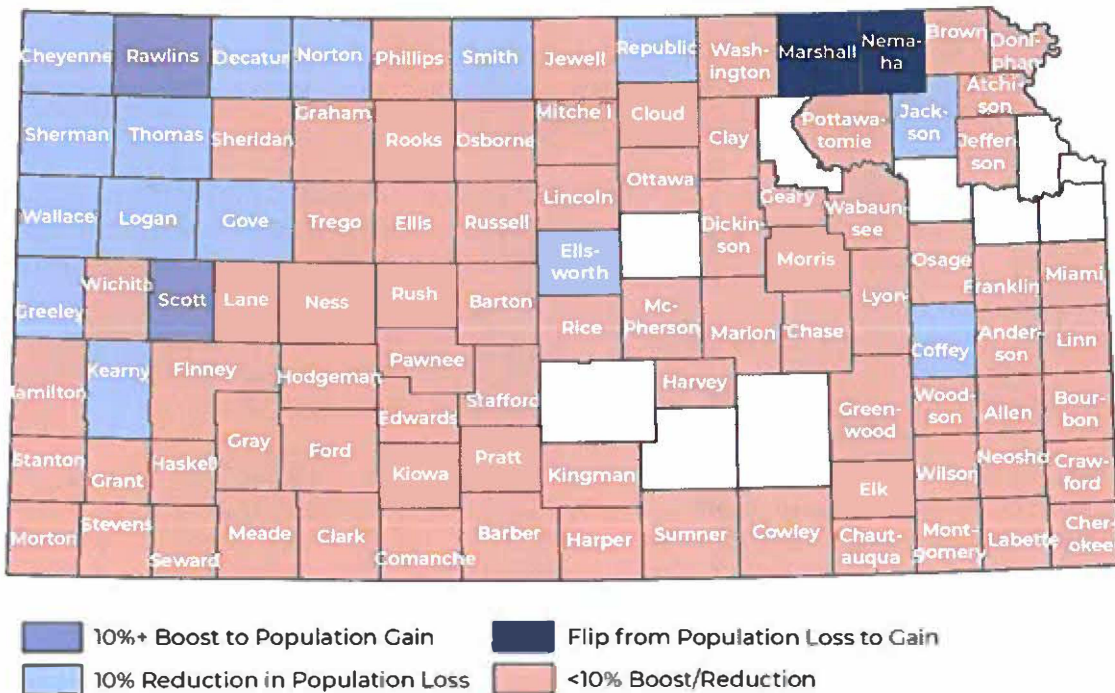 Cheyenne Rawlins Decatur Norton Phillips Smith Jewell Republic Wash-
ington Marshall Nema-
ha Brown Doni-
phan
Sherman Thomas Sheridan Graham Rooks Osborne Mitche l Cloud Clay Pottawa-
tomie Jack-
son Atchi-
son
Jeffer-
son
Wallace Logan Gove Trego Ellis Russell Lincoln Ottawa Dickin-
son Geary Wabaun-
see
Greeley Wichita Scott Lane Ness Rush Barton Ells-
worth Rice Mc-
Pherson Marion Morris Chase Lyon Osage Franklin Miami
Hamilton Kearny Finney Hodgeman Pawnee Stafford Harvey Coffey Ander-
son Linn
Edwards Green-
wood Wood-
son Allen Bour-
bon
Stanton Grant Haskell Gray Ford Kiowa Pratt Kingman Elk Wilson Neosho Craw-
ford
Morton Stevens Seward Meade Clark Comanche Barber Harper Sumner Cowley Chaut-
auqua Mont-
gomery Labette Cher-
okee
10%+ Boost to Population Gain
Flip from Population Loss to Gain
10% Reduction in Population Loss
<10% Boost/Reduction